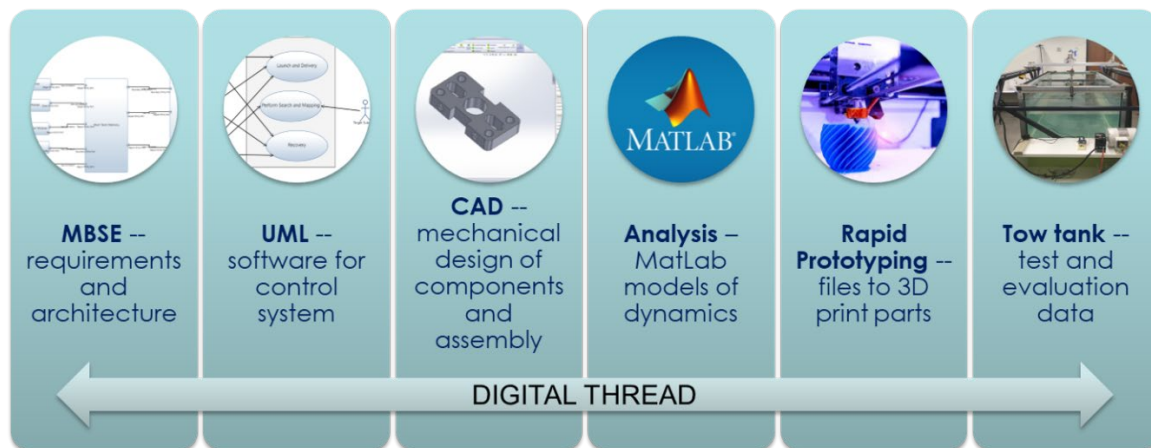 Launch and Delivery
Perform Search and Mapping
Recovery
MATLAB®
MBSE --
requirements
and
architecture
UML --
software for
control
system
CAD --
mechanical
design of
components
and
assembly
Analysis –
MatLab
models of
dynamics
Rapid
Prototyping --
files to 3D
print parts
Tow tank --
test and
evaluation
data
DIGITAL THREAD